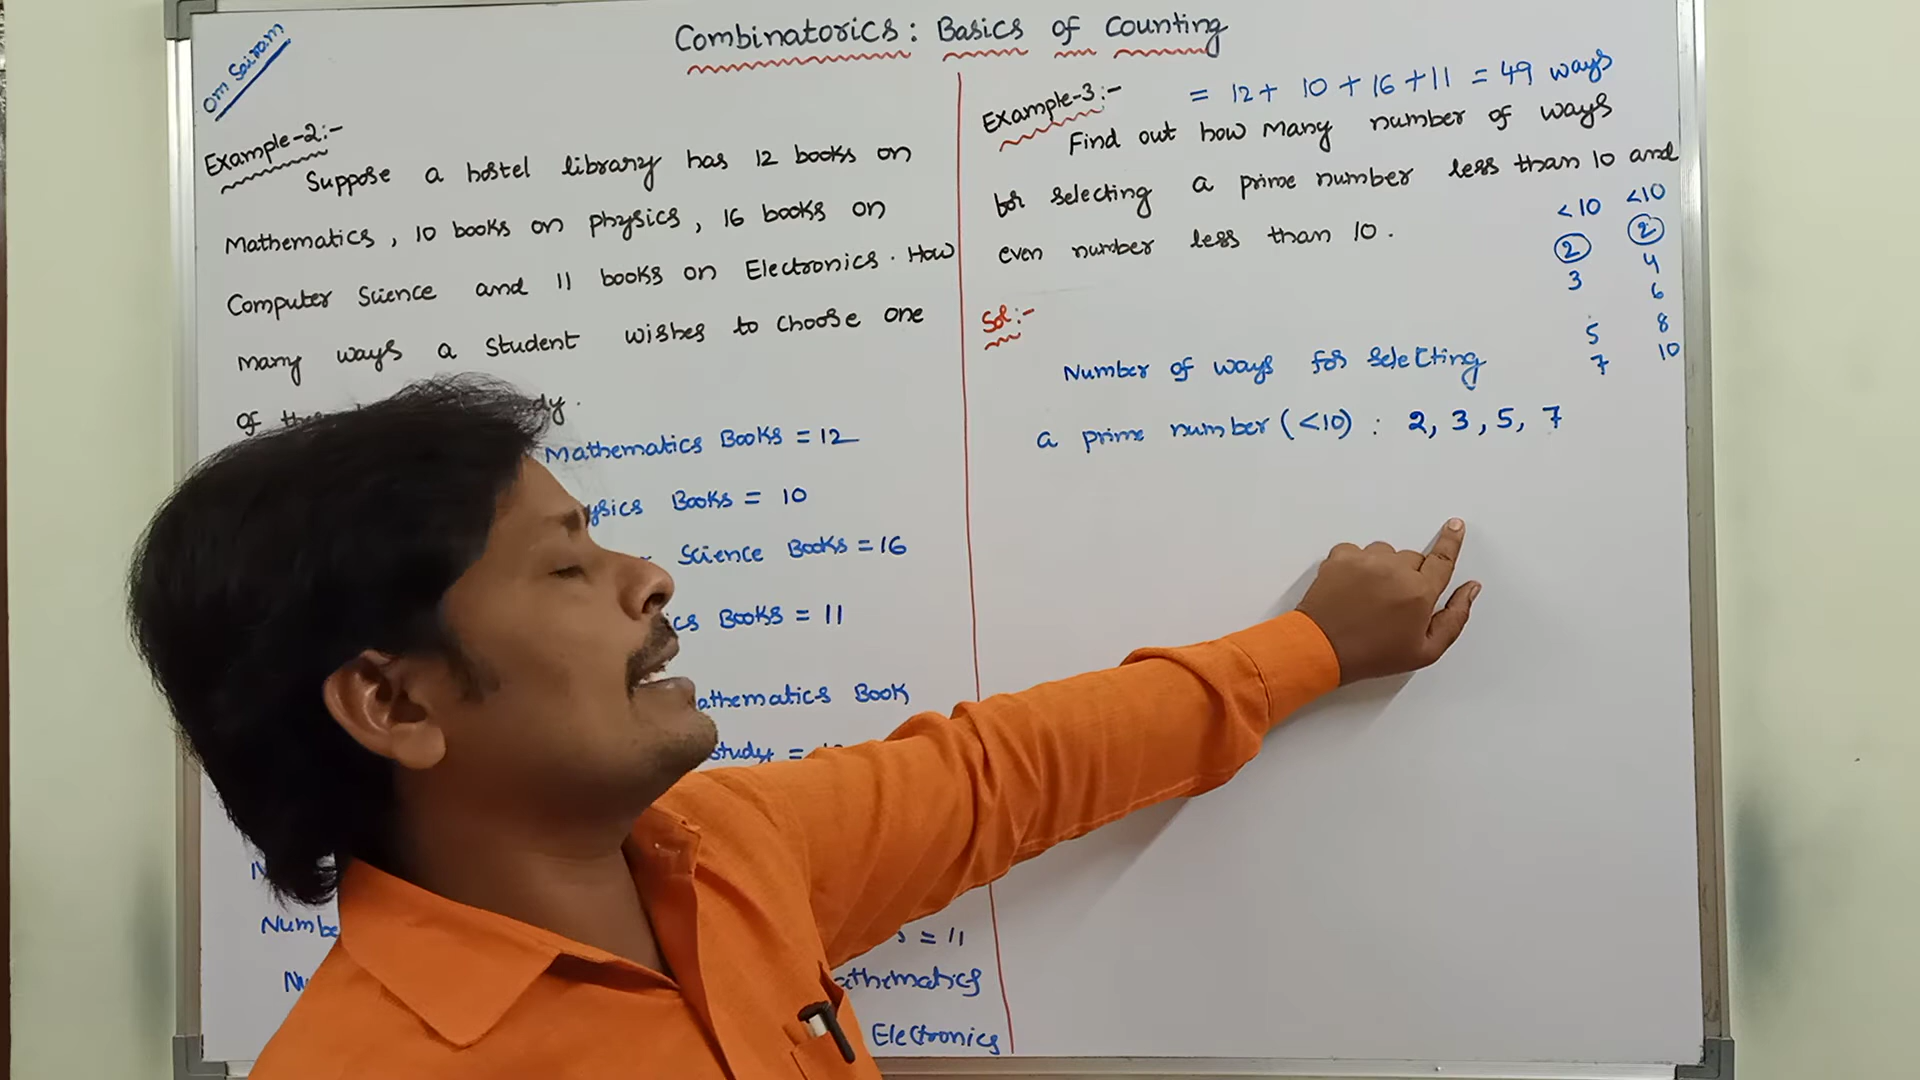 Combinatorics: Basics of Counting
Om Sairam
Example-2:-
Suppose a hostel library has 12 books on
Mathematics, 10 books on physics, 16 books on
Computer Science and 11 books on Electronics. How
many ways a student wishes to choose one
of
Mathematics Books = 12
Books = 10
Science Books = 16
Books = 11
Book
study =
= 11
Electronics
Example-3:-
= 12 + 10 + 16 + 11 = 49 ways
Find out how many number of ways
for selecting a prime number less than 10 and
even number less than 10.
<10 <10
2 2
3 4
6
5 8
7 10
Sol:-
Number of ways for selecting
a prime number (<10) : 2, 3, 5, 7